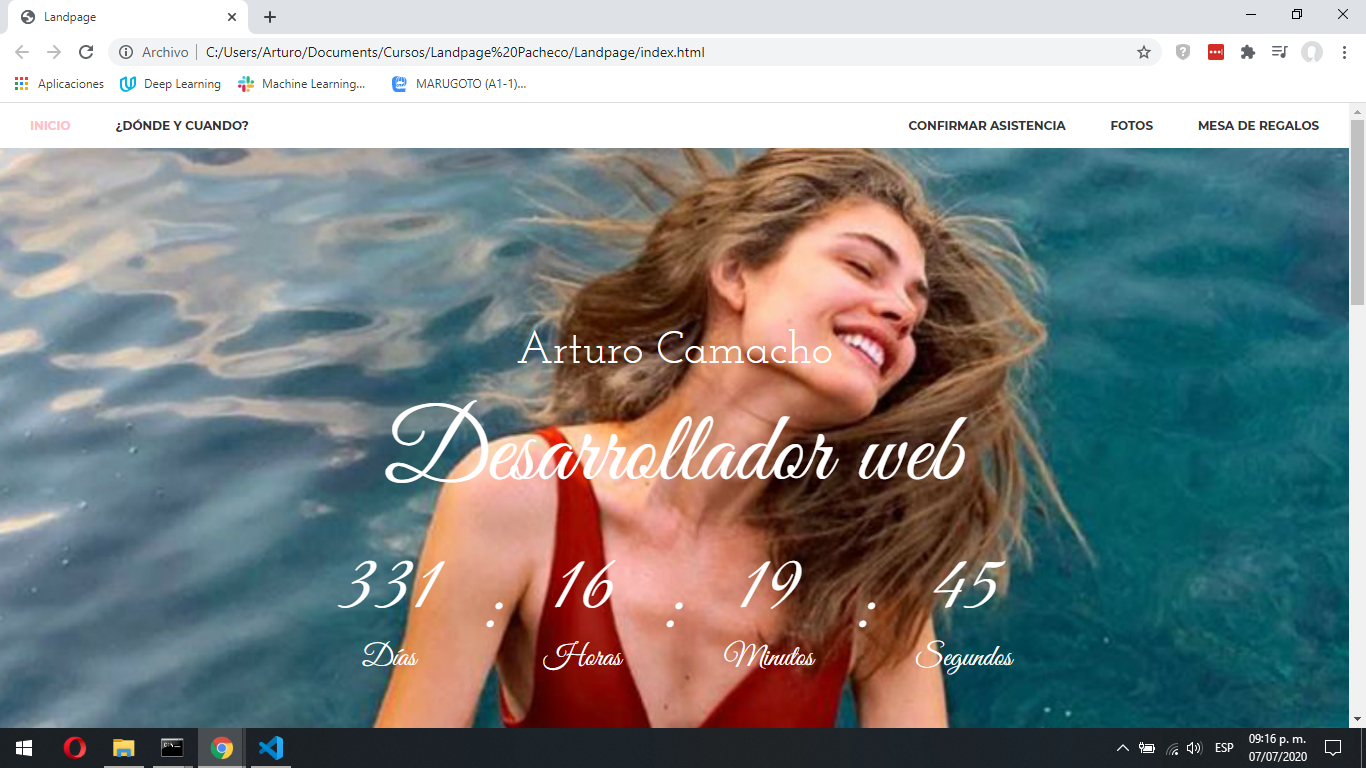 Landpage
Archivo
C:/Users/Arturo/Documents/Cursos/Landpage%20Pacheco/Landpage/index.html
Aplicaciones
Deep Learning
Machine Learning...
MARUGOTO (A1-1)...
INICIO
¿DÓNDE Y CUANDO?
CONFIRMAR ASISTENCIA
FOTOS
MESA DE REGALOS
Arturo Camacho
Desarrollador web
331 : 16 : 19 : 45
Días Horas Minutos Segundos
ESP
09:16 p. m.
07/07/2020